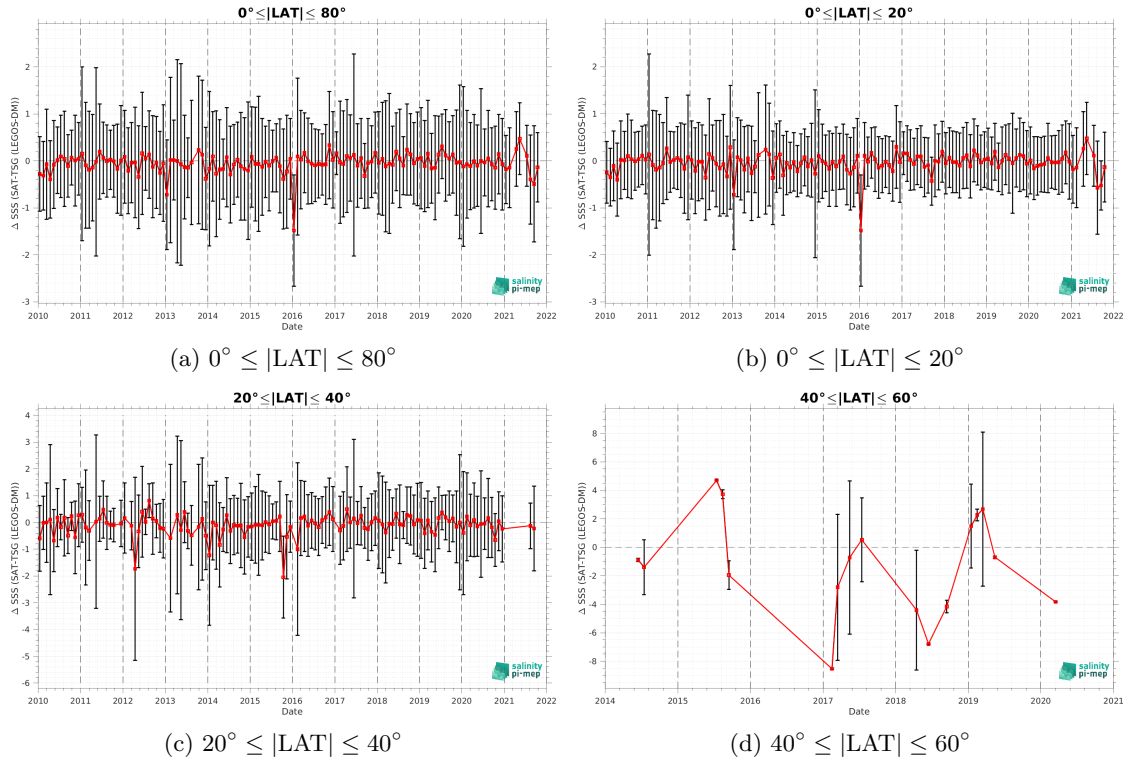 0°≤|LAT|≤ 80°
Δ SSS (SAT-TSG (LEGOS-DM))
2
1
0
-1
-2
-3
2010 2011 2012 2013 2014 2015 2016 2017 2018 2019 2020 2021 2022
Date
salinity
pi-mep
(a) 0° ≤ |LAT| ≤ 80°
0°≤|LAT|≤ 20°
Δ SSS (SAT-TSG (LEGOS-DM))
2
1
0
-1
-2
-3
2010 2011 2012 2013 2014 2015 2016 2017 2018 2019 2020 2021 2022
Date
salinity
pi-mep
(b) 0° ≤ |LAT| ≤ 20°
20°≤|LAT|≤ 40°
Δ SSS (SAT-TSG (LEGOS-DM))
4
3
2
1
0
-1
-2
-3
-4
-5
-6
2010 2011 2012 2013 2014 2015 2016 2017 2018 2019 2020 2021 2022
Date
salinity
pi-mep
(c) 20° ≤ |LAT| ≤ 40°
40°≤|LAT|≤ 60°
Δ SSS (SAT-TSG (LEGOS-DM))
8
6
4
2
0
-2
-4
-6
-8
2014 2015 2016 2017 2018 2019 2020 2021
Date
salinity
pi-mep
(d) 40° ≤ |LAT| ≤ 60°